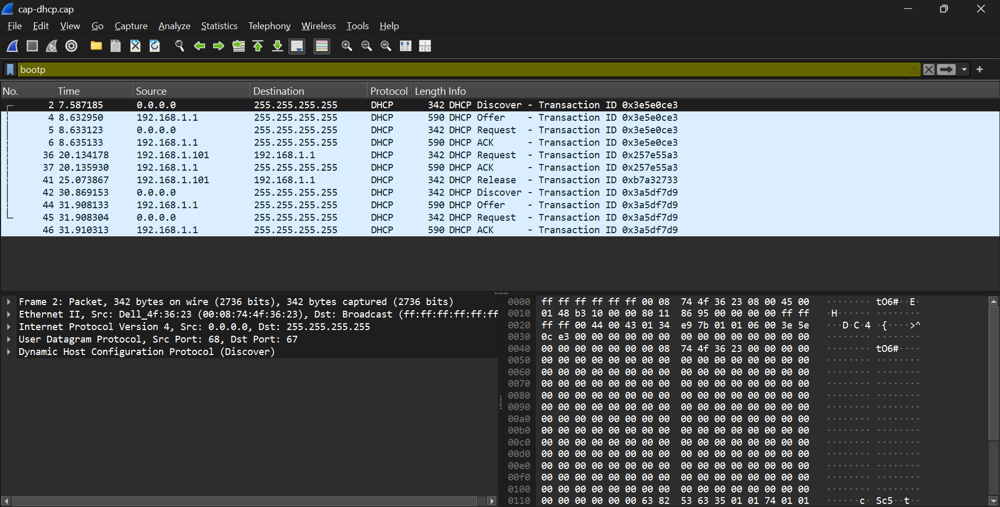 cap-dhcp.cap
File Edit View Go Capture Analyze Statistics Telephony Wireless Tools Help
bootp
No. Time Source Destination Protocol Length Info
2 7.587185 0.0.0.0 255.255.255.255 DHCP 342 DHCP Discover - Transaction ID 0x3e5e0ce3
4 8.632950 192.168.1.1 255.255.255.255 DHCP 590 DHCP Offer - Transaction ID 0x3e5e0ce3
5 8.633123 0.0.0.0 255.255.255.255 DHCP 342 DHCP Request - Transaction ID 0x3e5e0ce3
6 8.635133 192.168.1.1 255.255.255.255 DHCP 590 DHCP ACK - Transaction ID 0x3e5e0ce3
36 20.134178 192.168.1.101 192.168.1.1 DHCP 342 DHCP Request - Transaction ID 0x257e55a3
37 20.135930 192.168.1.1 255.255.255.255 DHCP 590 DHCP ACK - Transaction ID 0x257e55a3
41 25.073867 192.168.1.101 192.168.1.1 DHCP 342 DHCP Release - Transaction ID 0xb7a32733
42 30.869153 0.0.0.0 255.255.255.255 DHCP 342 DHCP Discover - Transaction ID 0x3a5df7d9
44 31.908133 192.168.1.1 255.255.255.255 DHCP 590 DHCP Offer - Transaction ID 0x3a5df7d9
45 31.908304 0.0.0.0 255.255.255.255 DHCP 342 DHCP Request - Transaction ID 0x3a5df7d9
46 31.910313 192.168.1.1 255.255.255.255 DHCP 590 DHCP ACK - Transaction ID 0x3a5df7d9
Frame 2: Packet, 342 bytes on wire (2736 bits), 342 bytes captured (2736 bits)
Ethernet II, Src: Dell_4f:36:23 (00:08:74:4f:36:23), Dst: Broadcast (ff:ff:ff:ff:ff:ff
Internet Protocol Version 4, Src: 0.0.0.0, Dst: 255.255.255.255
User Datagram Protocol, Src Port: 68, Dst Port: 67
Dynamic Host Configuration Protocol (Discover)
0000 ff ff ff ff ff ff 00 08 74 4f 36 23 08 00 45 00 ········ tO6#··E·
0010 01 48 b3 10 00 00 80 11 86 95 00 00 00 00 ff ff ·H······ ········
0020 ff ff 00 44 00 43 01 34 e9 7b 01 01 06 00 3e 5e ···D·C·4 ·{····>^
0030 0c e3 00 00 00 00 00 00 00 00 00 00 00 00 00 00 ········ ········
0040 00 00 00 00 00 00 00 08 74 4f 36 23 00 00 00 00 ········ tO6#····
0050 00 00 00 00 00 00 00 00 00 00 00 00 00 00 00 00 ········ ········
0060 00 00 00 00 00 00 00 00 00 00 00 00 00 00 00 00 ········ ········
0070 00 00 00 00 00 00 00 00 00 00 00 00 00 00 00 00 ········ ········
0080 00 00 00 00 00 00 00 00 00 00 00 00 00 00 00 00 ········ ········
0090 00 00 00 00 00 00 00 00 00 00 00 00 00 00 00 00 ········ ········
00a0 00 00 00 00 00 00 00 00 00 00 00 00 00 00 00 00 ········ ········
00b0 00 00 00 00 00 00 00 00 00 00 00 00 00 00 00 00 ········ ········
00c0 00 00 00 00 00 00 00 00 00 00 00 00 00 00 00 00 ········ ········
00d0 00 00 00 00 00 00 00 00 00 00 00 00 00 00 00 00 ········ ········
00e0 00 00 00 00 00 00 00 00 00 00 00 00 00 00 00 00 ········ ········
00f0 00 00 00 00 00 00 00 00 00 00 00 00 00 00 00 00 ········ ········
0100 00 00 00 00 00 00 00 00 00 00 00 00 00 00 00 00 ········ ········
0110 00 00 00 00 00 00 63 82 53 63 35 01 01 74 01 01 ······c· Sc5··t··